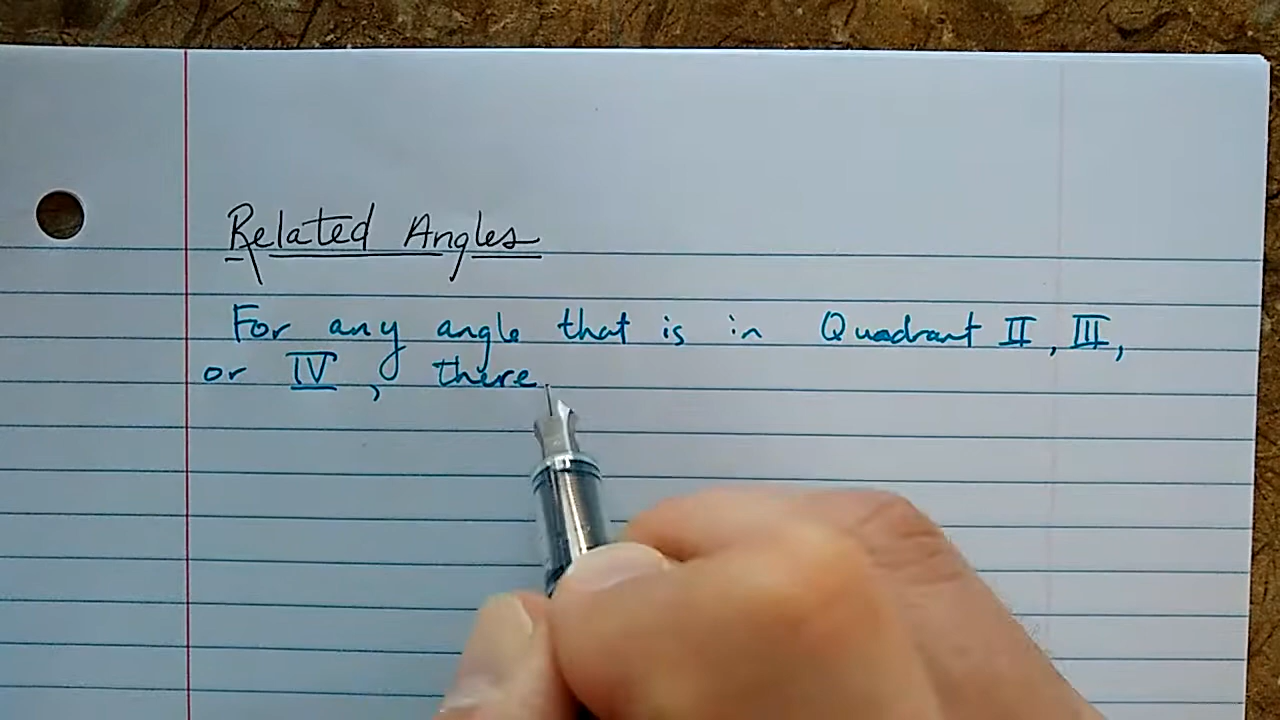 Related Angles
For any angle that is in Quadrant II, III,
or IV, there